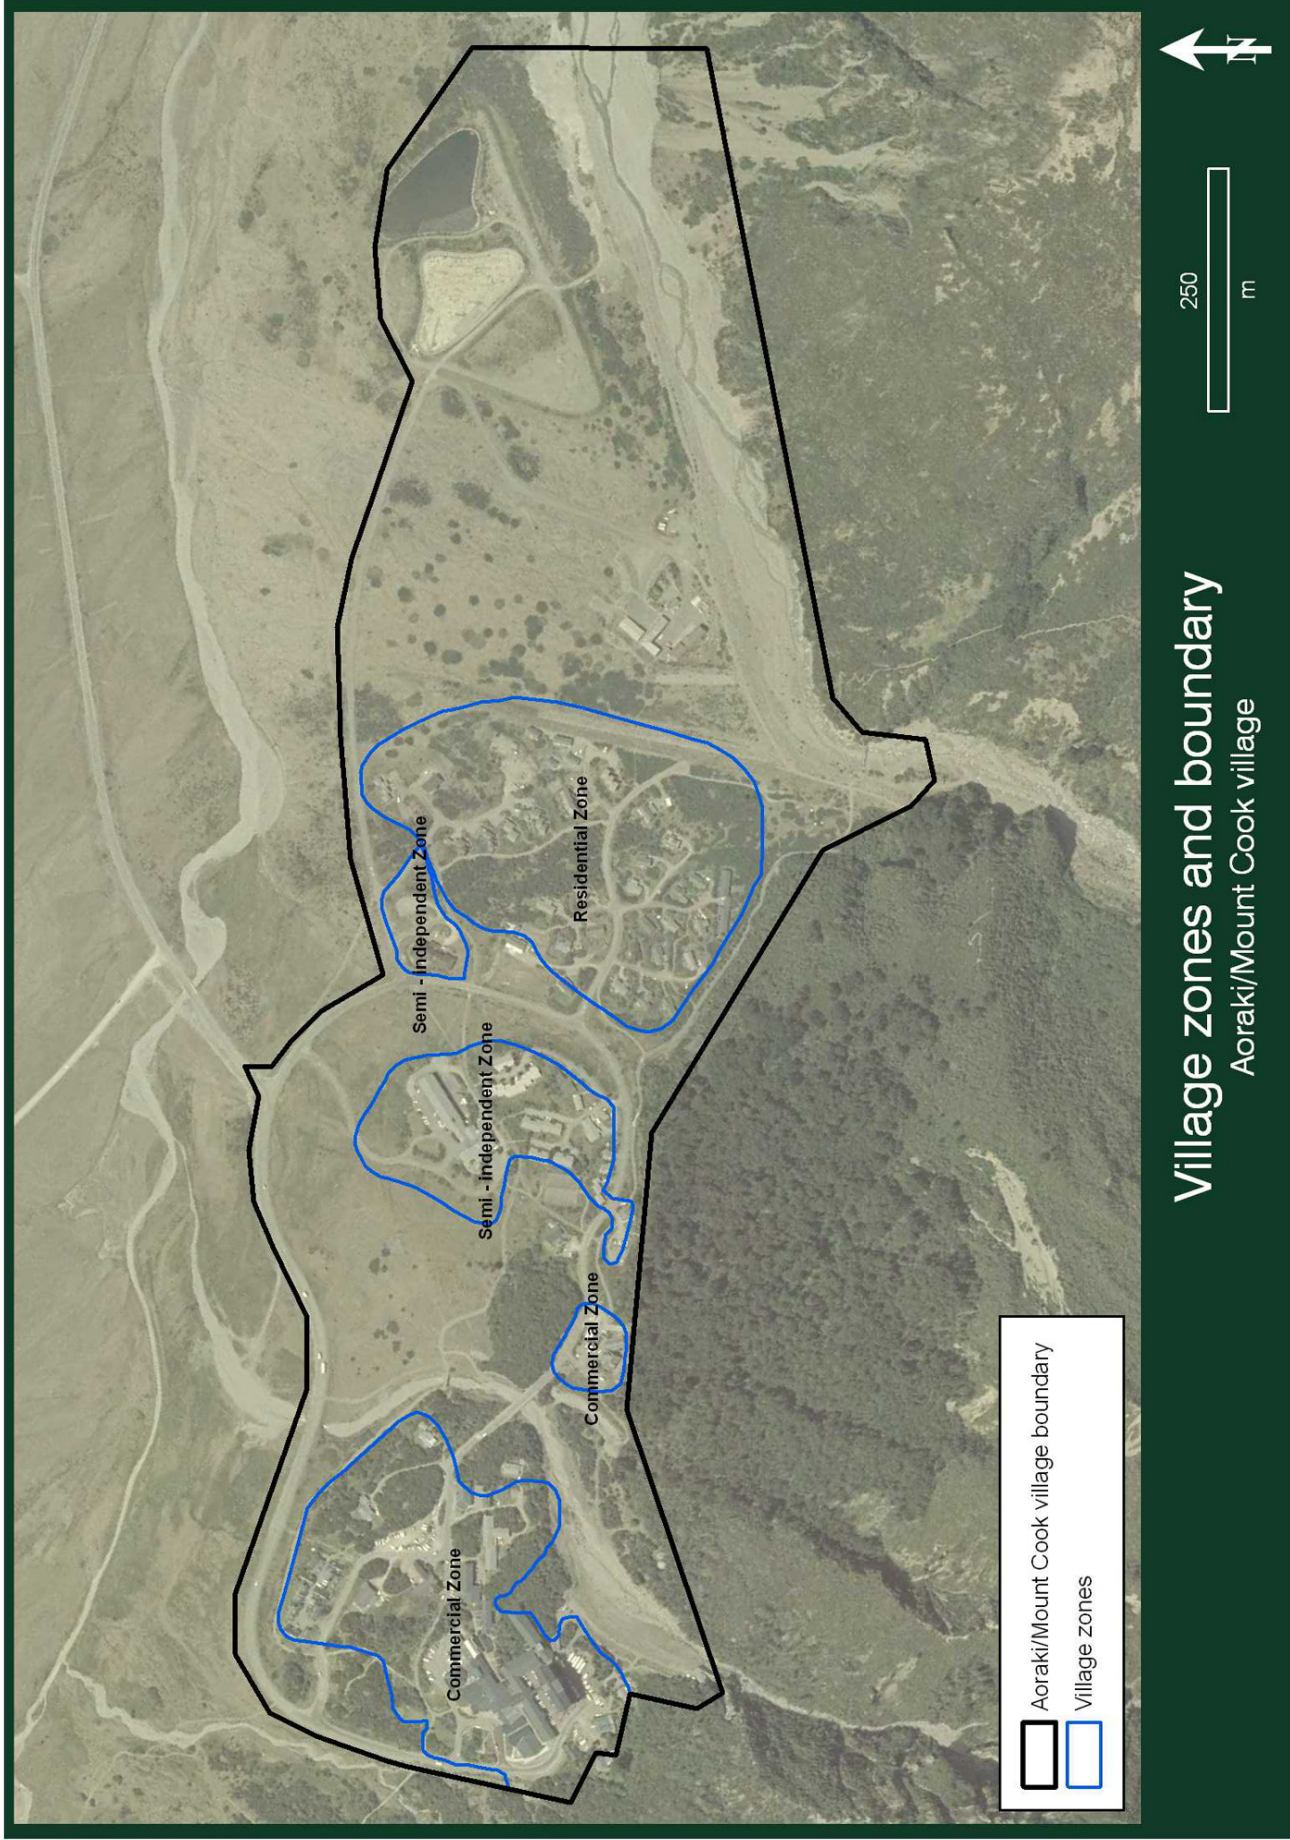 Village zones and boundary
Aoraki/Mount Cook village
N
250
m
Semi - independent Zone
Residential Zone
Semi - independent Zone
Commercial Zone
Commercial Zone
Aoraki/Mount Cook village boundary
Village zones